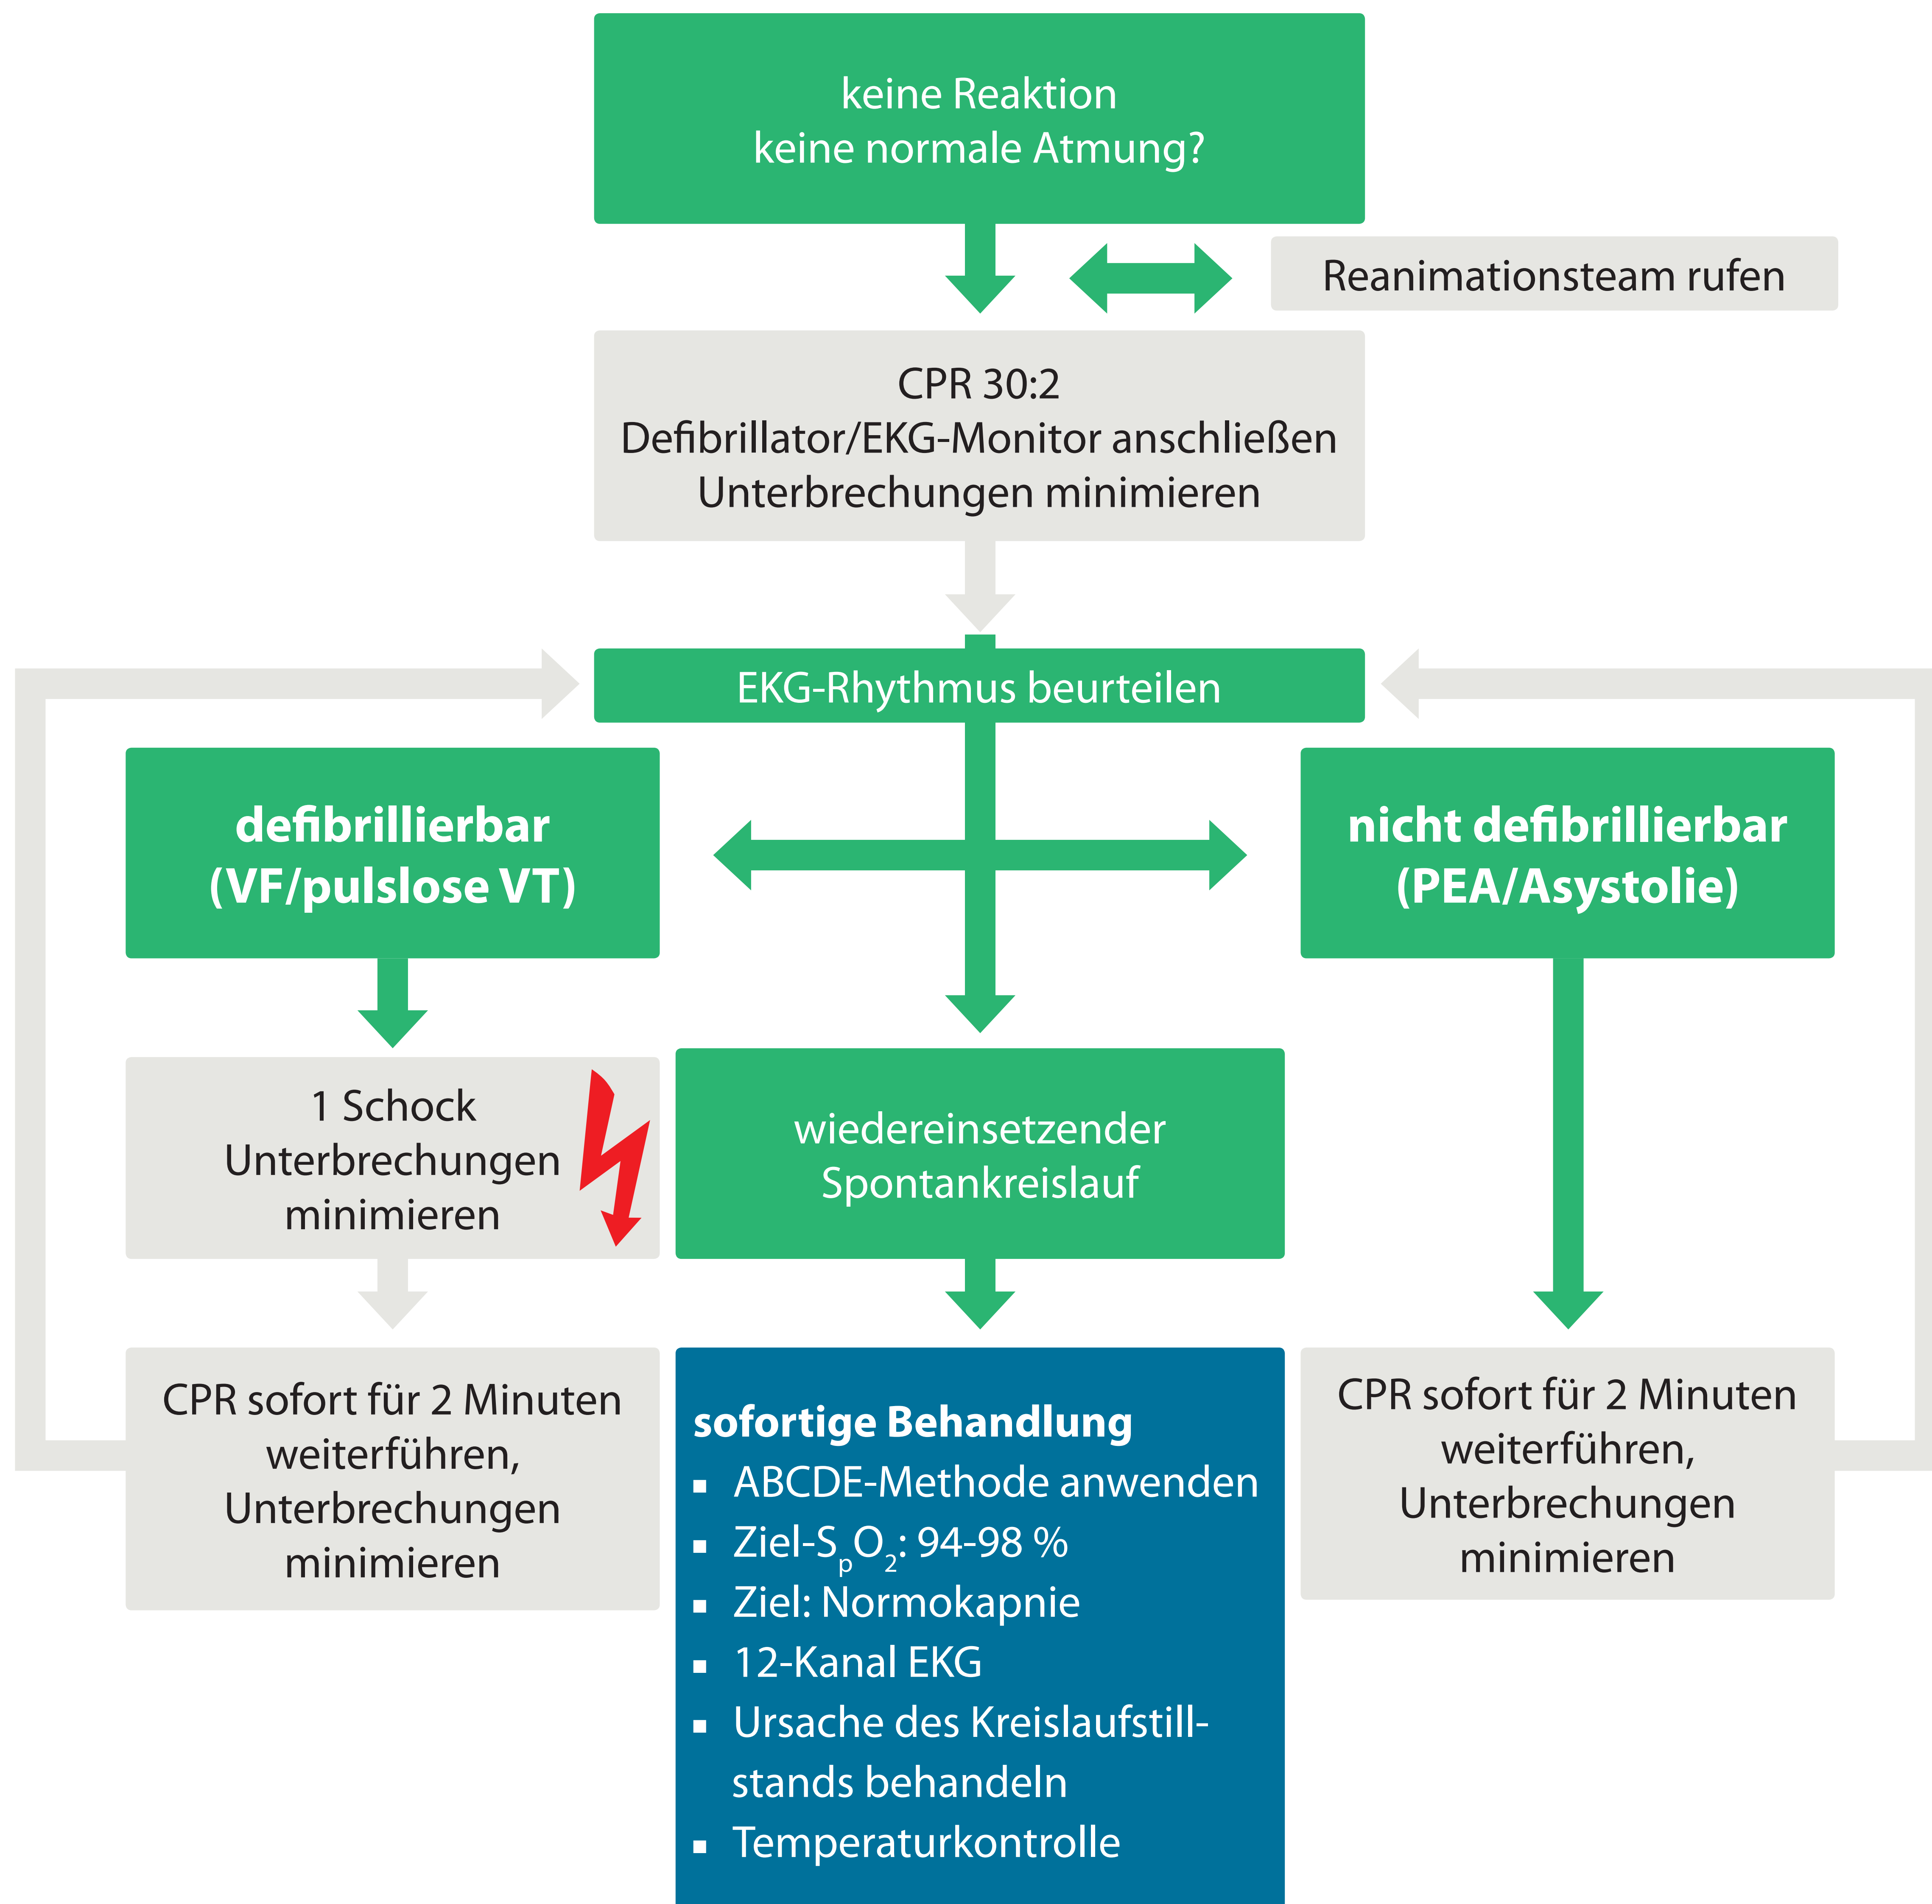 keine Reaktion
keine normale Atmung?
Reanimationsteam rufen
CPR 30:2
Defibrillator/EKG-Monitor anschließen
Unterbrechungen minimieren
EKG-Rhythmus beurteilen
defibrillierbar
(VF/pulslose VT)
nicht defibrillierbar
(PEA/Asystolie)
1 Schock
Unterbrechungen
minimieren
wiedereinsetzender
Spontankreislauf
CPR sofort für 2 Minuten
weiterführen,
Unterbrechungen
minimieren
sofortige Behandlung
▪ ABCDE-Methode anwenden
▪ Ziel-SpO2: 94-98 %
▪ Ziel: Normokapnie
▪ 12-Kanal EKG
▪ Ursache des Kreislaufstill-
stands behandeln
▪ Temperaturkontrolle
CPR sofort für 2 Minuten
weiterführen,
Unterbrechungen
minimieren